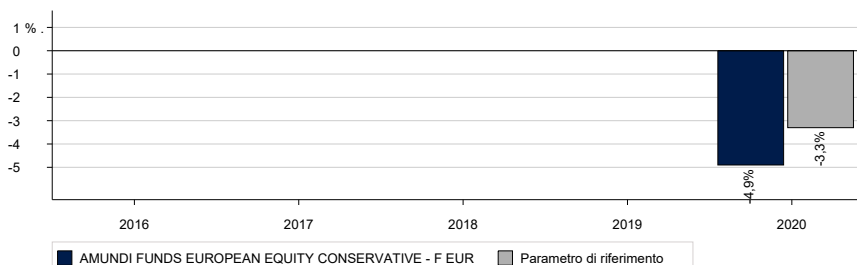 1 % .
0
-1
-2
-3
-4
-5
-4,9%
-3,3%
2016 2017 2018 2019 2020
AMUNDI FUNDS EUROPEAN EQUITY CONSERVATIVE - F EUR Parametro di riferimento